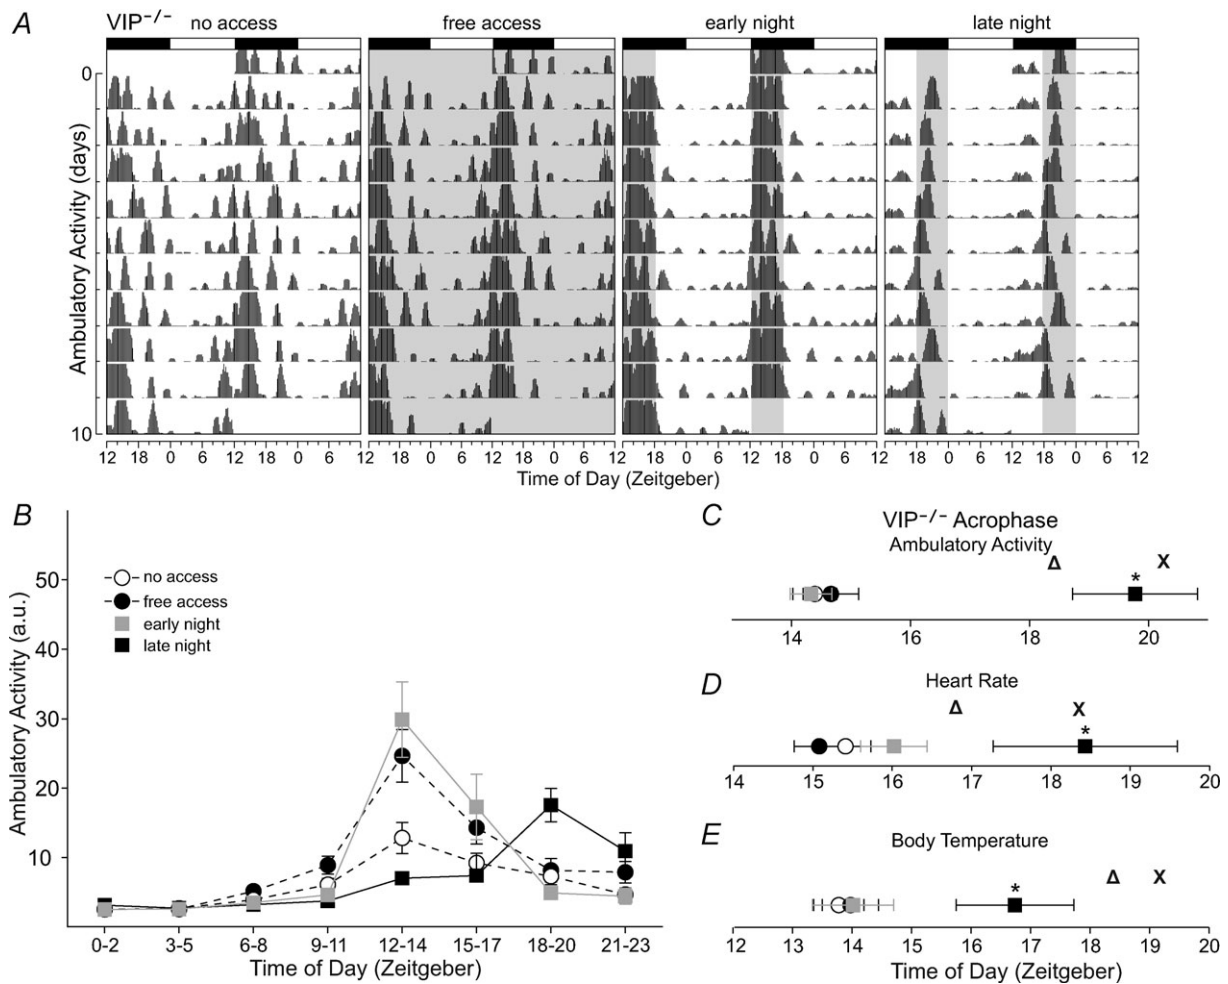 A VIP−/− no access free access early night late night
0
Ambulatory Activity (days)
10
12 18 0 6 12 18 0 6 12 18 0 6 12 18 0 6 12 18 0 6 12 18 0 6 12 18 0 6 12 18 0 6 12
Time of Day (Zeitgeber)
B
Ambulatory Activity (a.u.)
50
40
30
20
10
no access
free access
early night
late night
0-2 3-5 6-8 9-11 12-14 15-17 18-20 21-23
Time of Day (Zeitgeber)
C
VIP−/− Acrophase
Ambulatory Activity
Δ X
*
14 16 18 20
D
Heart Rate
Δ X
*
14 15 16 17 18 19 20
E
Body Temperature
* Δ X
12 13 14 15 16 17 18 19 20
Time of Day (Zeitgeber)